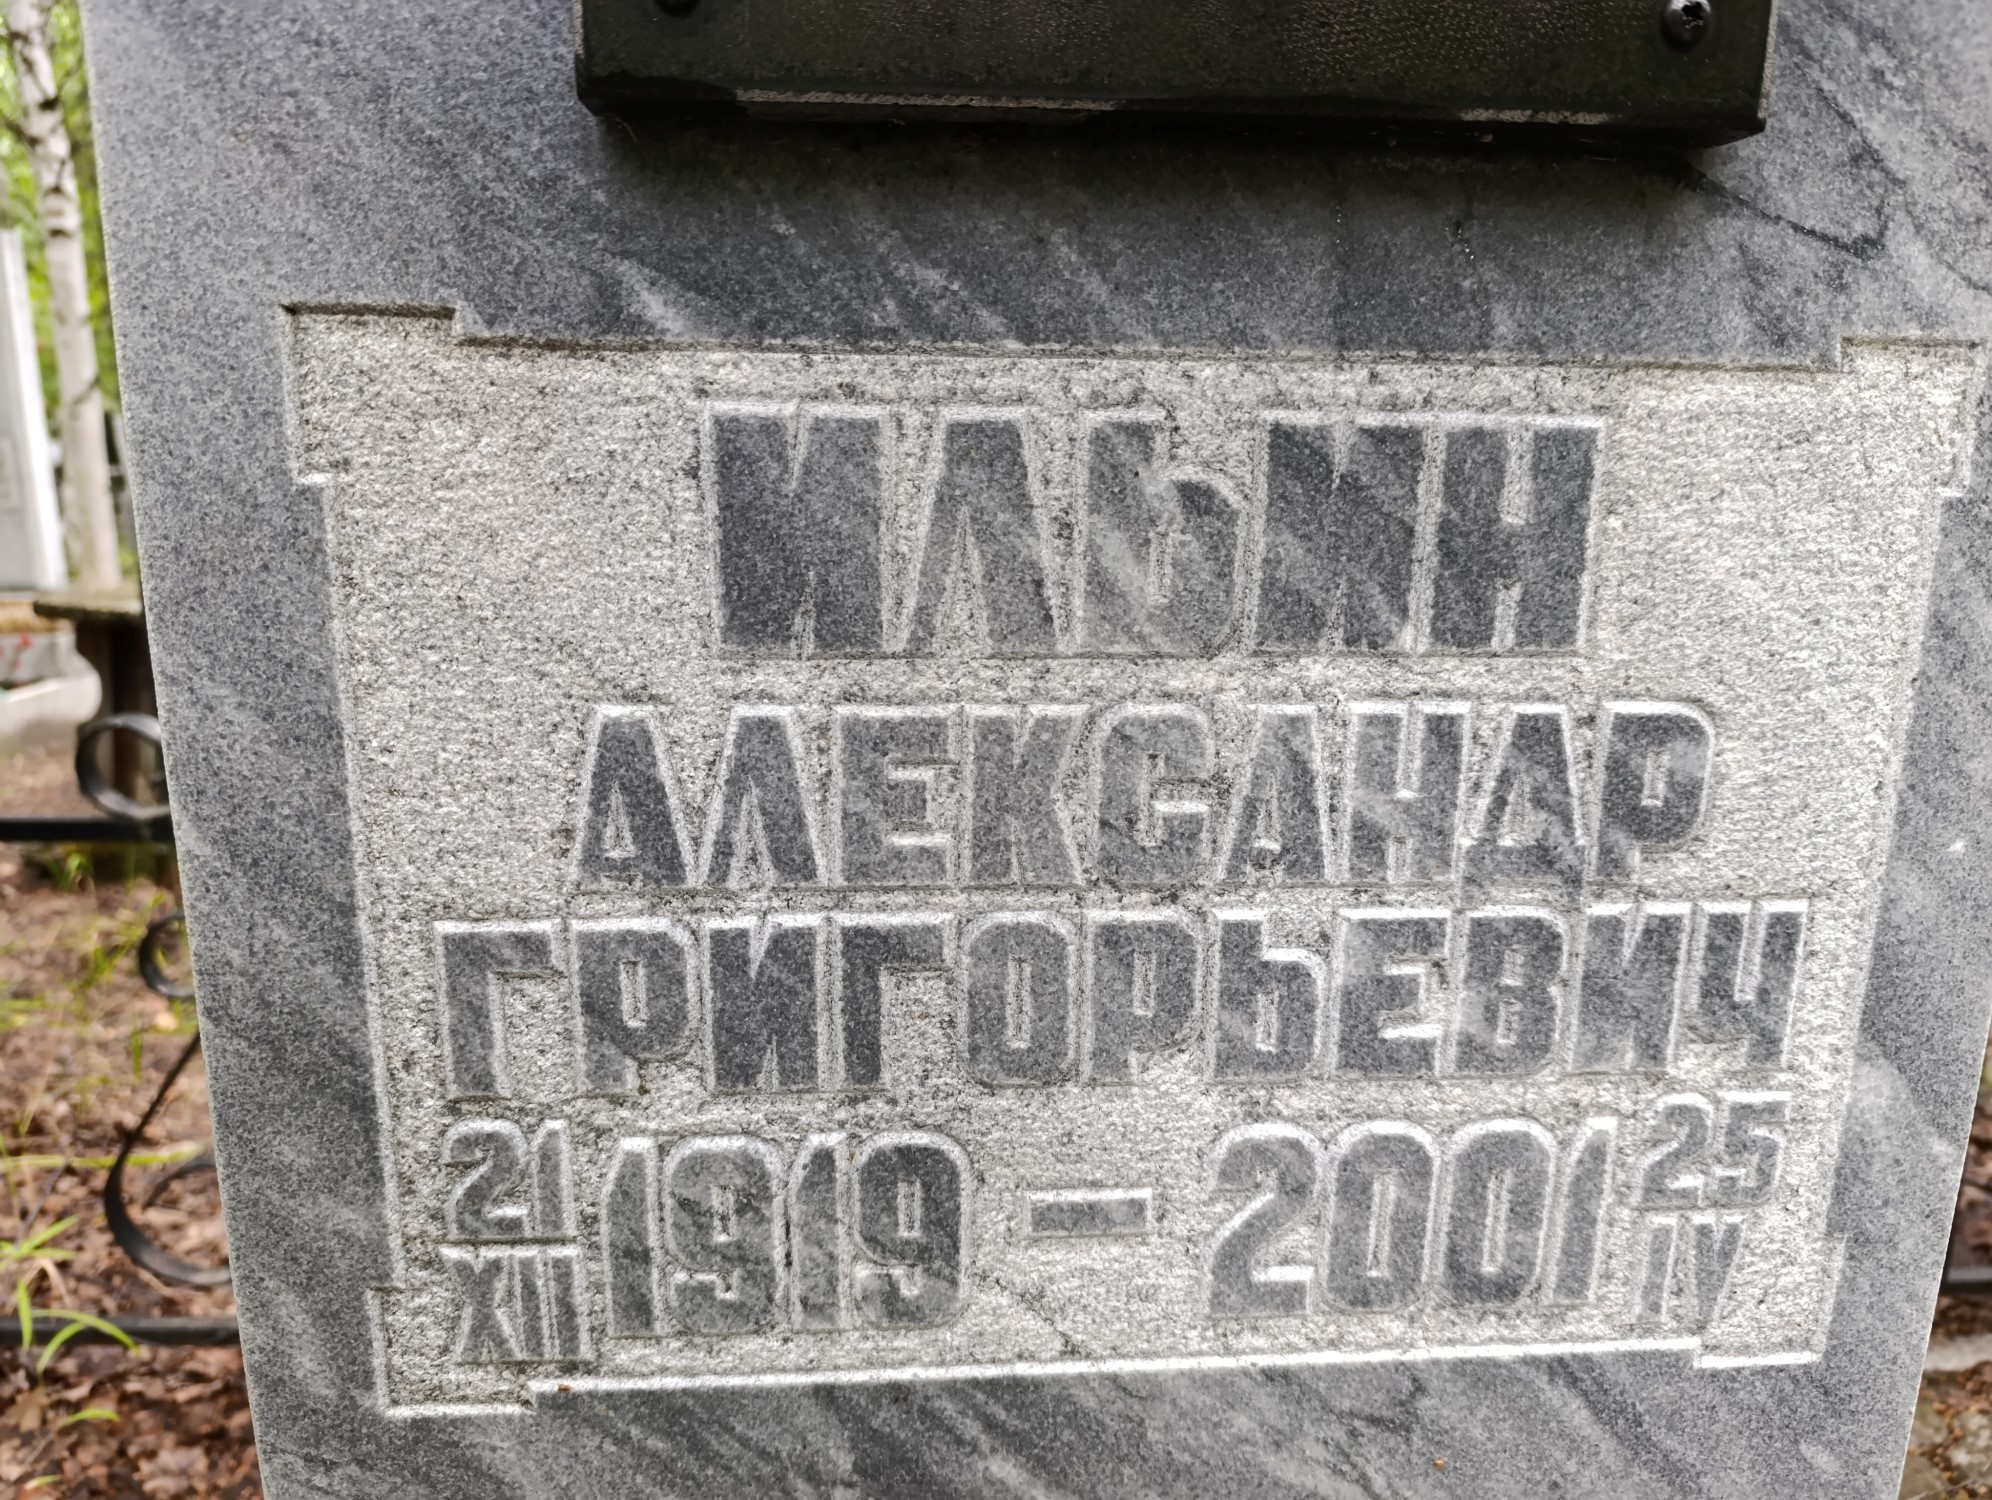 ИЛЬИН
АЛЕКСАНДР
ГРИГОРЬЕВИЧ
21 XII 1919 – 2001 25 IV